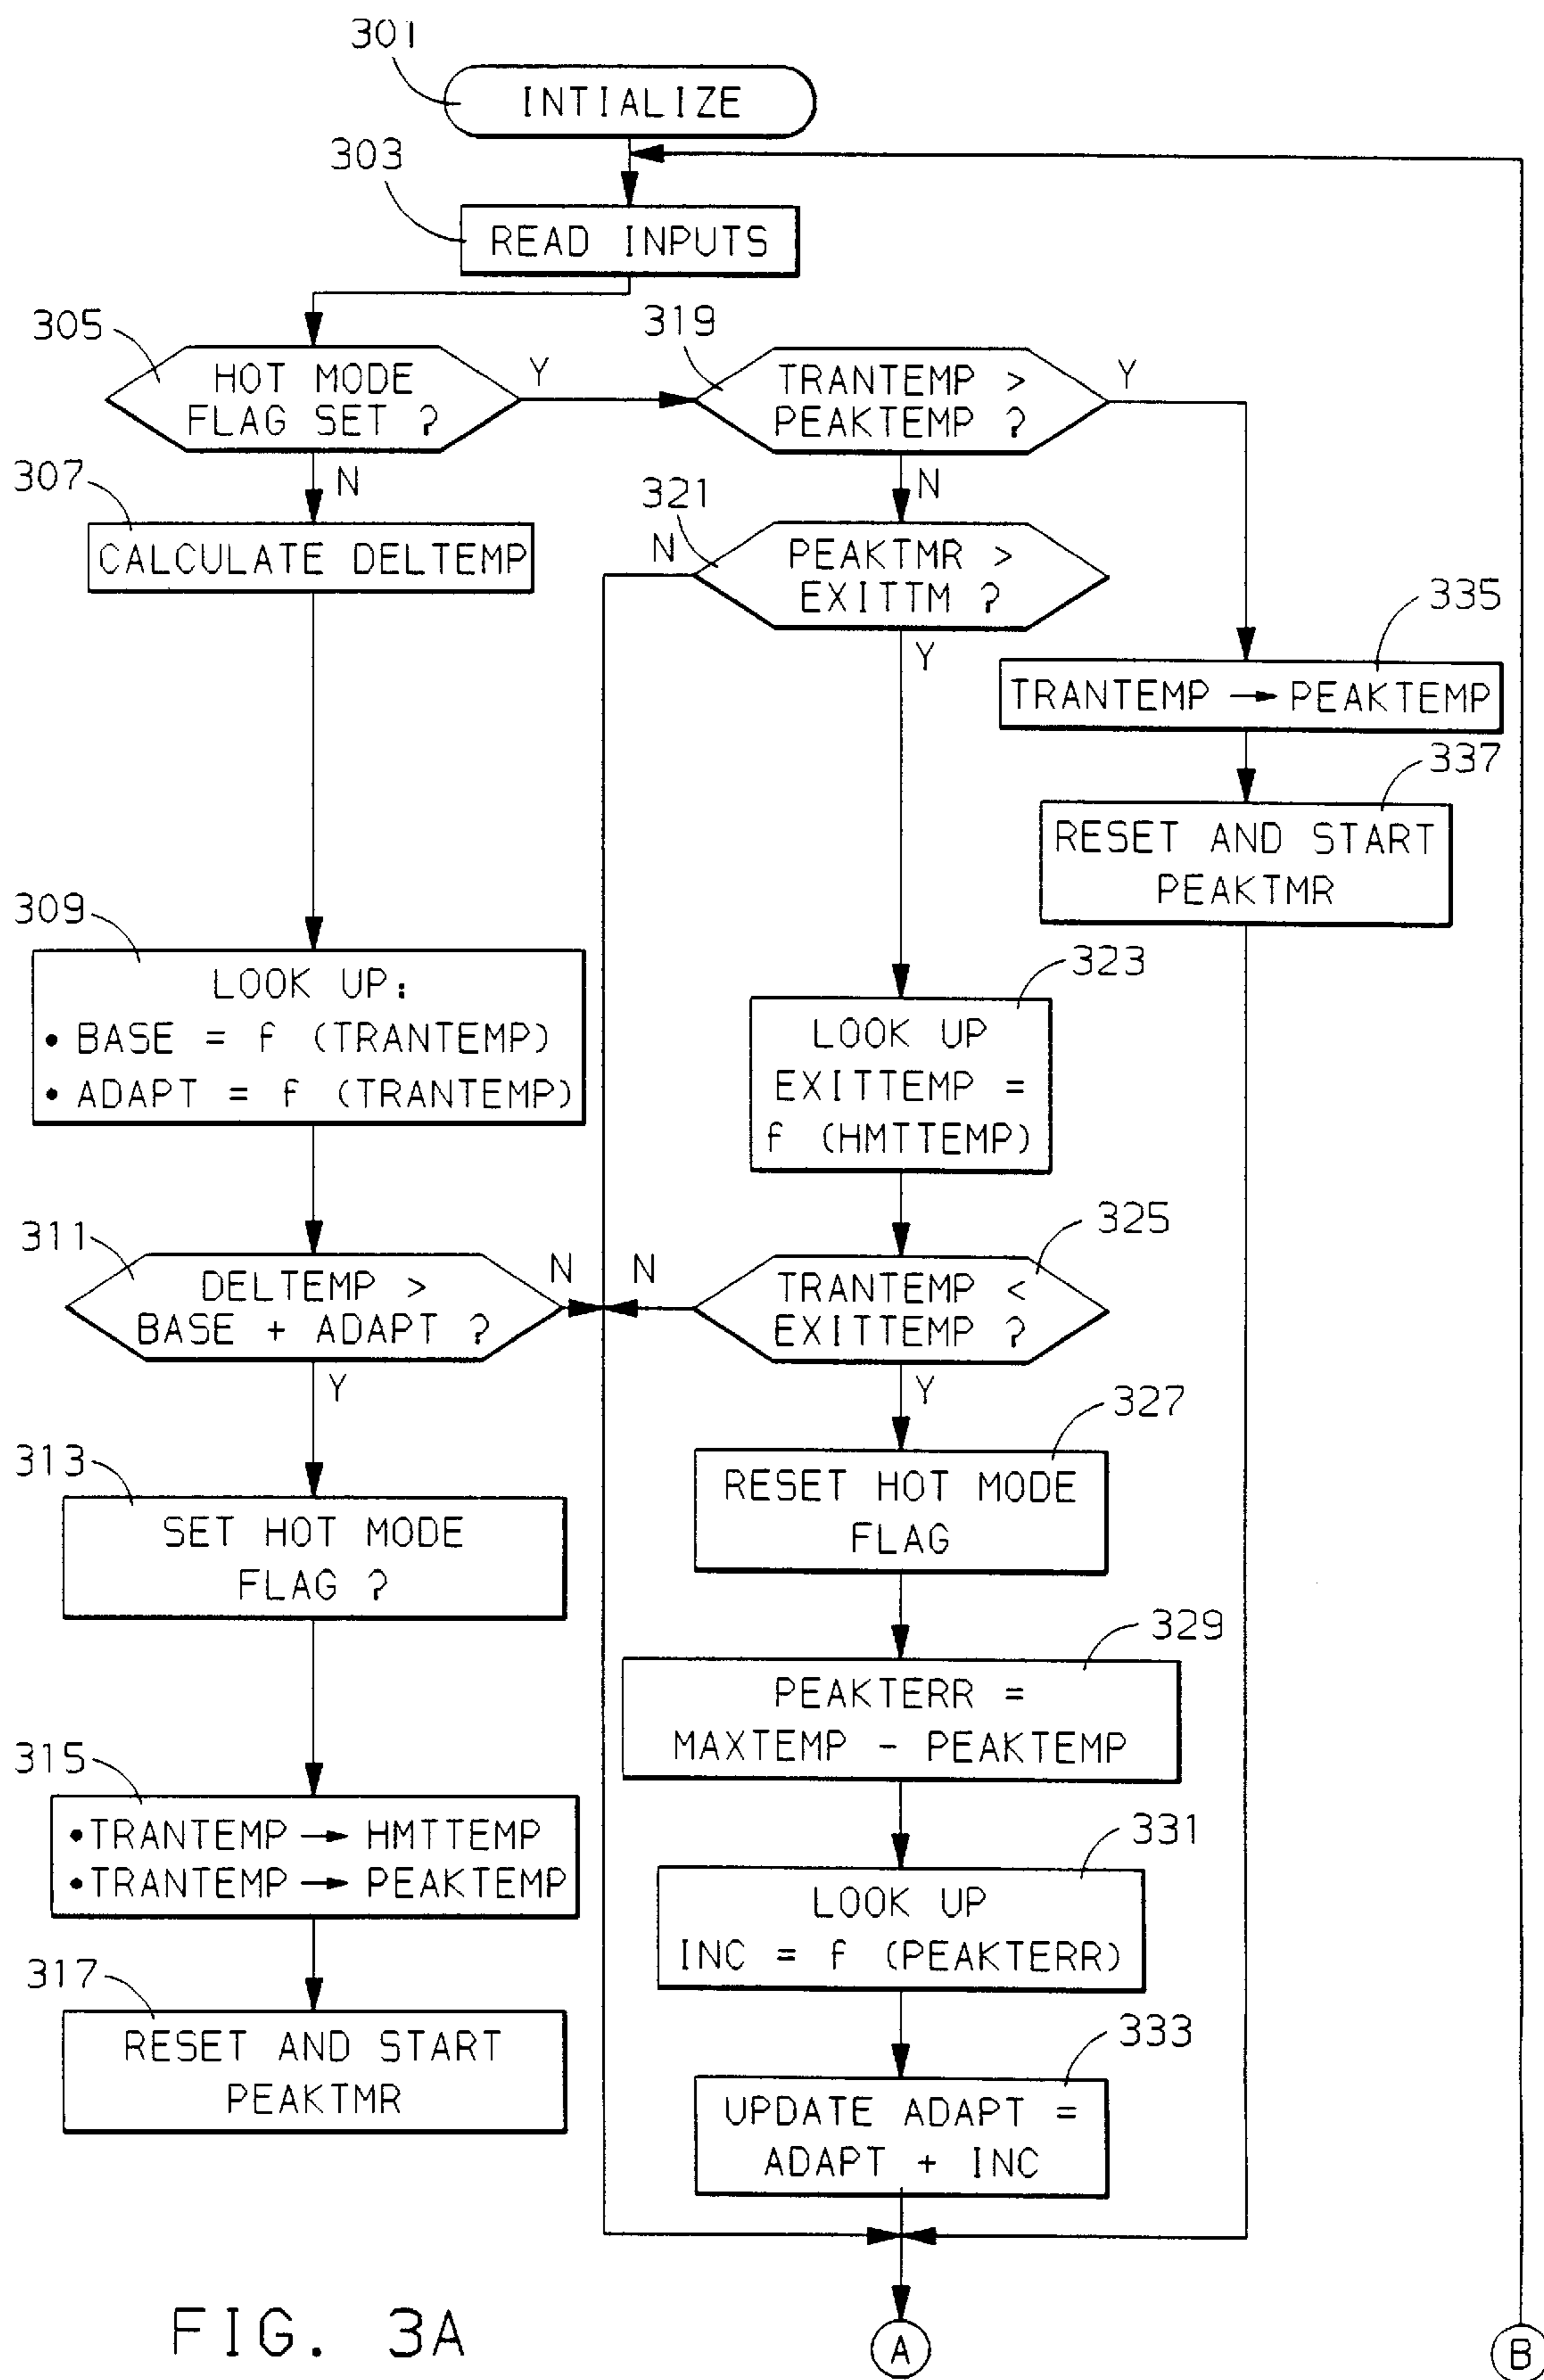 301
INTIALIZE
303
READ INPUTS
305
HOT MODE
FLAG SET ?
Y
N
319
TRANTEMP >
PEAKTEMP ?
Y
N
307
CALCULATE DELTEMP
321
N
PEAKTMR >
EXITTM ?
Y
335
TRANTEMP → PEAKTEMP
337
RESET AND START
PEAKTMR
309
LOOK UP:
• BASE = f (TRANTEMP)
• ADAPT = f (TRANTEMP)
323
LOOK UP
EXITTEMP =
f (HMTTEMP)
311
DELTEMP >
BASE + ADAPT ?
N
Y
325
N
TRANTEMP <
EXITTEMP ?
Y
313
SET HOT MODE
FLAG ?
327
RESET HOT MODE
FLAG
315
•TRANTEMP → HMTTEMP
•TRANTEMP → PEAKTEMP
329
PEAKTERR =
MAXTEMP - PEAKTEMP
317
RESET AND START
PEAKTMR
331
LOOK UP
INC = f (PEAKTERR)
333
UPDATE ADAPT =
ADAPT + INC
FIG. 3A
A
B